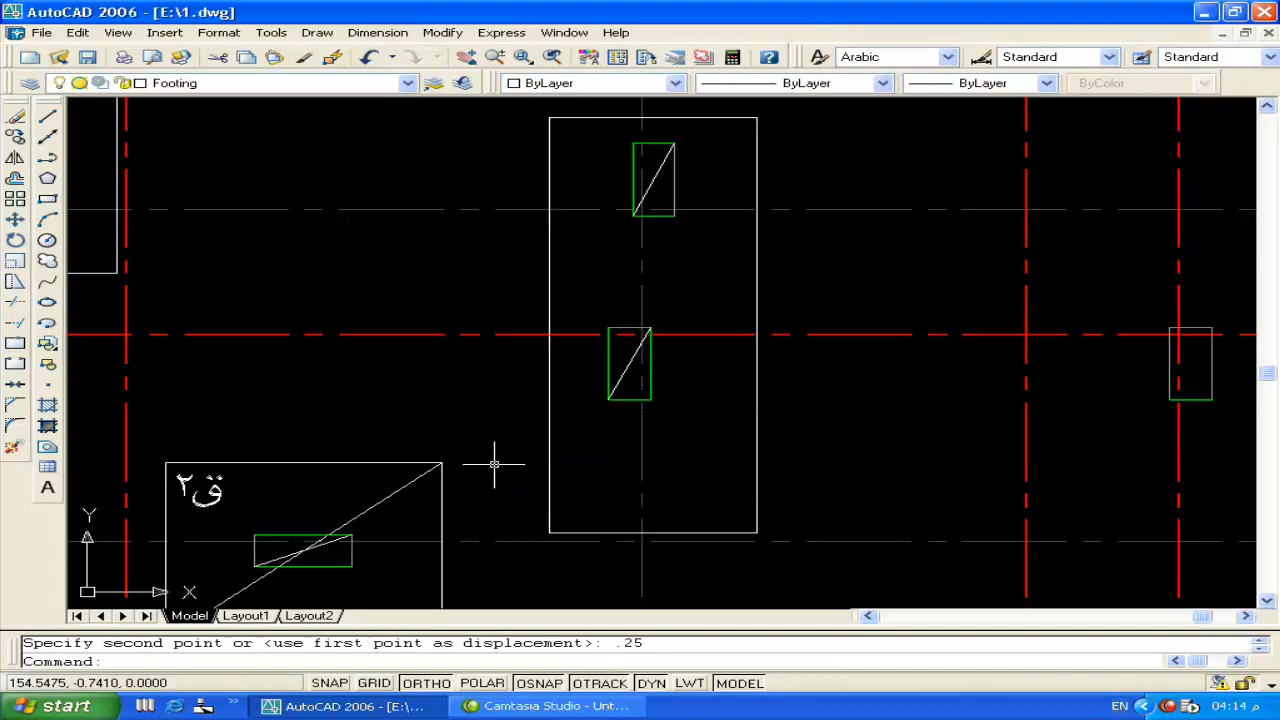 AutoCAD 2006 - [E:\1.dwg]
File Edit View Insert Format Tools Draw Dimension Modify Express Window Help
Arabic Standard Standard
Footing ByLayer ByLayer ByLayer ByColor
ق٢
Y
X
Model Layout1 Layout2
Specify second point or <use first point as displacement>: .25
Command:
154.5475, -0.7410, 0.0000 SNAP GRID ORTHO POLAR OSNAP OTRACK DYN LWT MODEL
start AutoCAD 2006 - [E:\... Camtasia Studio - Unt... EN 04:14 م